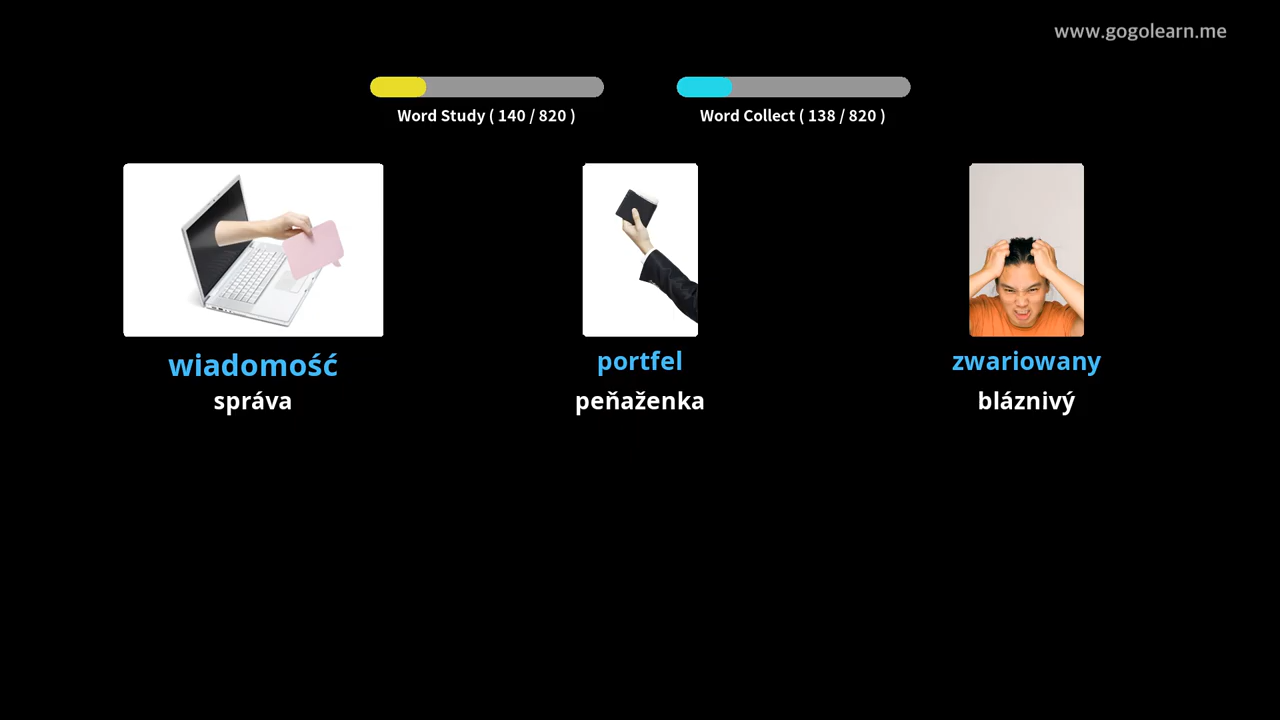 www.gogolearn.me
Word Study ( 140 / 820 )
Word Collect ( 138 / 820 )
wiadomość
správa
portfel
peňaženka
zwariowany
bláznivý